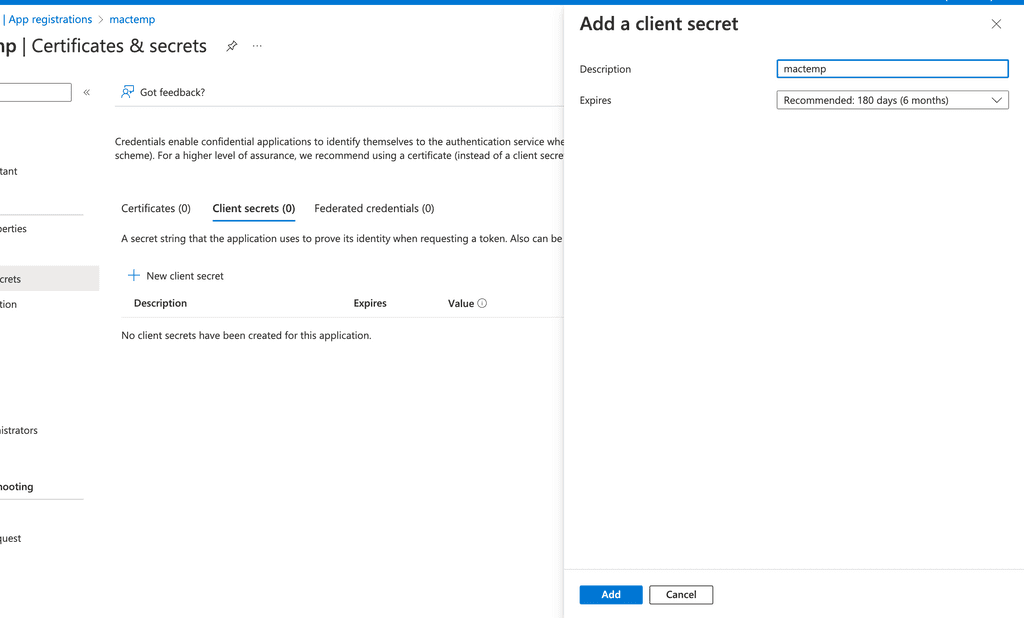 | App registrations > mactemp
mp | Certificates & secrets
Got feedback?
Credentials enable confidential applications to identify themselves to the authentication service whe
scheme). For a higher level of assurance, we recommend using a certificate (instead of a client secre
tant
perties
crets
tion
istrators
hooting
quest
Certificates (0) Client secrets (0) Federated credentials (0)
A secret string that the application uses to prove its identity when requesting a token. Also can be
New client secret
Description Expires Value
No client secrets have been created for this application.
Add a client secret
Description mactemp
Expires Recommended: 180 days (6 months)
Add Cancel